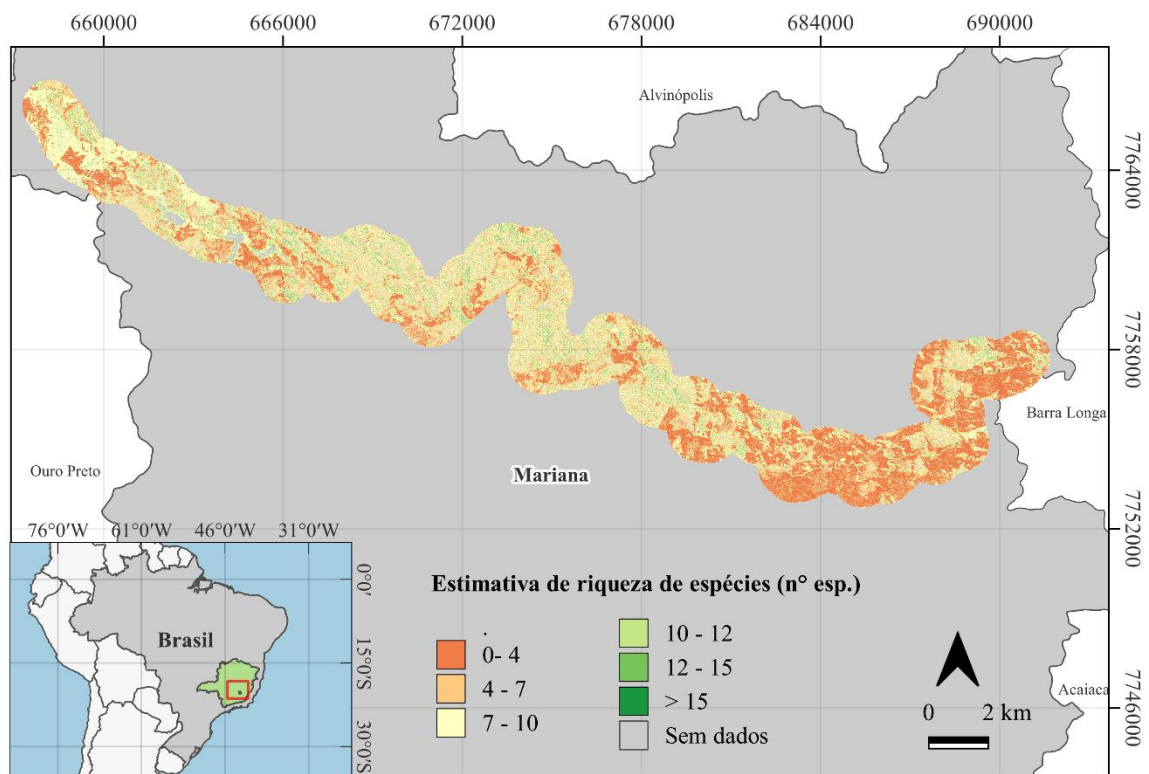 660000 666000 672000 678000 684000 690000
Alvinópolis
7764000
7758000
Barra Longa
Ouro Preto
Mariana
7752000
76°0'W 61°0'W 46°0'W 31°0'W
0°0'
Brasil
15°0'S
30°0'S
Estimativa de riqueza de espécies (n° esp.)
.
0- 4
4 - 7
7 - 10
10 - 12
12 - 15
> 15
Sem dados
Acaiaca
0 2 km
7746000